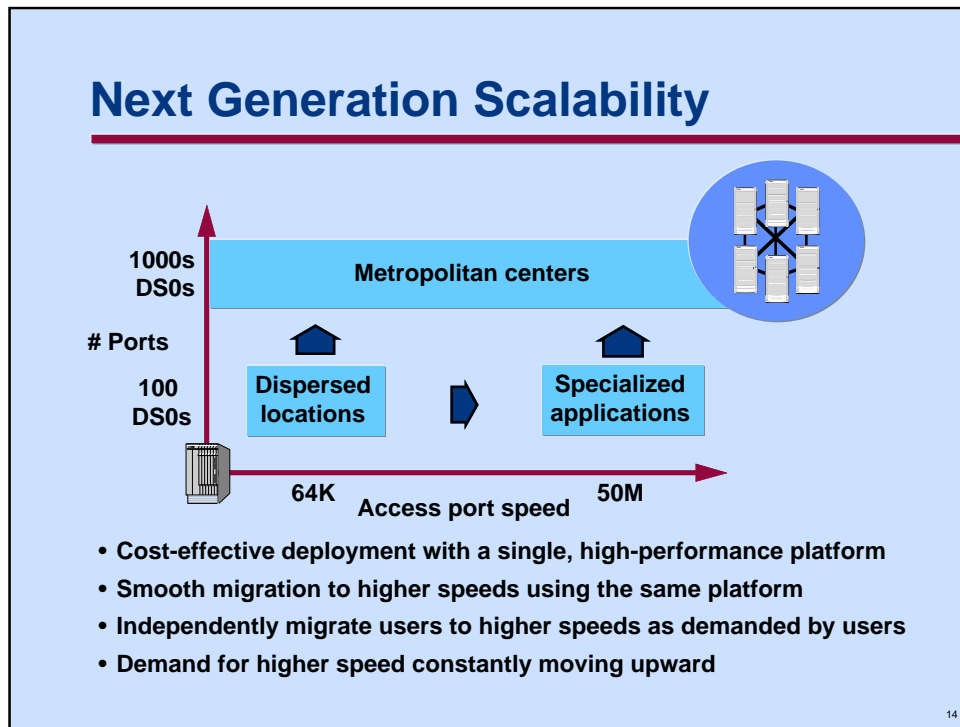 Next Generation Scalability
1000s
DS0s
Metropolitan centers
# Ports
100
DS0s
Dispersed
locations
Specialized
applications
64K
50M
Access port speed
• Cost-effective deployment with a single, high-performance platform
• Smooth migration to higher speeds using the same platform
• Independently migrate users to higher speeds as demanded by users
• Demand for higher speed constantly moving upward
14